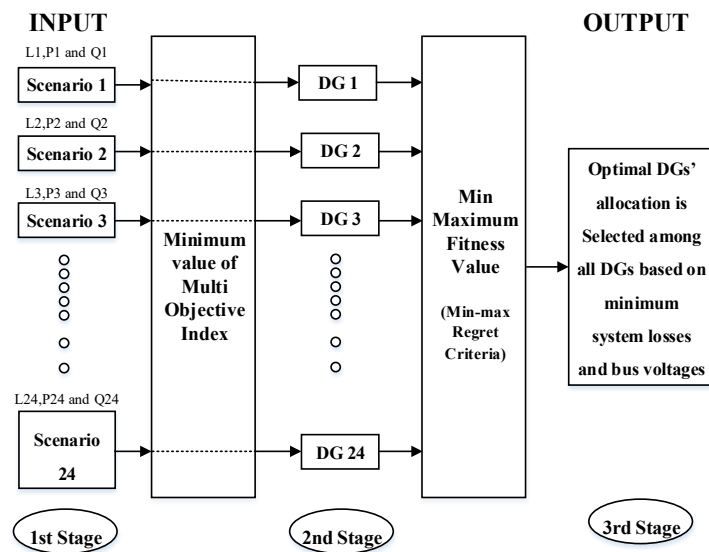 INPUT
OUTPUT
L1,P1 and Q1
Scenario 1
DG 1
L2,P2 and Q2
Scenario 2
DG 2
L3,P3 and Q3
Scenario 3
DG 3
Minimum
value of
Multi
Objective
Index
Min
Maximum
Fitness
Value
(Min-max
Regret
Criteria)
Optimal DGs’
allocation is
Selected among
all DGs based on
minimum
system losses
and bus voltages
L24,P24 and Q24
Scenario
24
DG 24
1st Stage
2nd Stage
3rd Stage